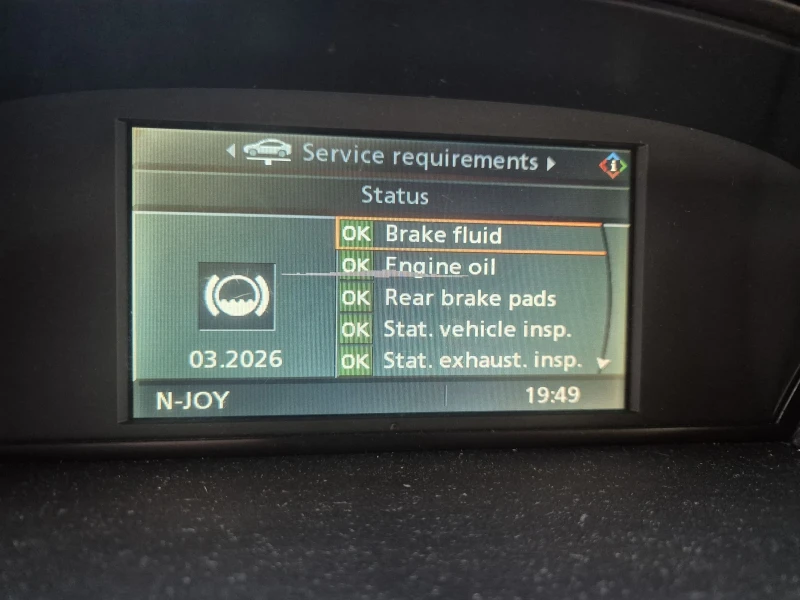 Service requirements
Status
OK Brake fluid
OK Engine oil
OK Rear brake pads
OK Stat. vehicle insp.
OK Stat. exhaust. insp.
03.2026
N-JOY 19:49